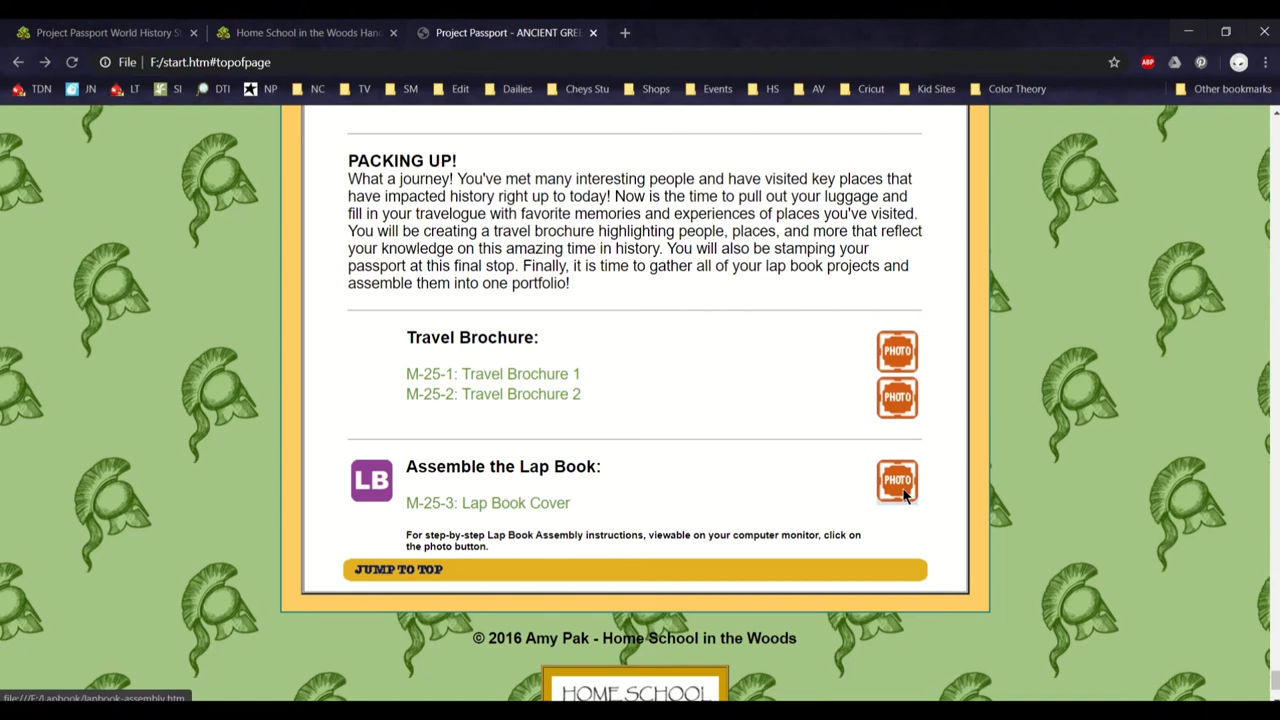 Project Passport World History S
Home School in the Woods Han
Project Passport - ANCIENT GREE
File
F:/start.htm#topofpage
ABP
TDN
JN
LT
SI
DTI
NP
NC
TV
SM
Edit
Dailies
Cheys Stu
Shops
Events
HS
AV
Cricut
Kid Sites
Color Theory
Other bookmarks
PACKING UP!
What a journey! You've met many interesting people and have visited key places that
have impacted history right up to today! Now is the time to pull out your luggage and
fill in your travelogue with favorite memories and experiences of places you've visited.
You will be creating a travel brochure highlighting people, places, and more that reflect
your knowledge on this amazing time in history. You will also be stamping your
passport at this final stop. Finally, it is time to gather all of your lap book projects and
assemble them into one portfolio!
Travel Brochure:
PHOTO
M-25-1: Travel Brochure 1
M-25-2: Travel Brochure 2
PHOTO
LB
Assemble the Lap Book:
PHOTO
M-25-3: Lap Book Cover
For step-by-step Lap Book Assembly instructions, viewable on your computer monitor, click on
the photo button.
JUMP TO TOP
© 2016 Amy Pak - Home School in the Woods
HOME SCHOOL
file:///F:/Lapbook/lapbook-assembly.htm